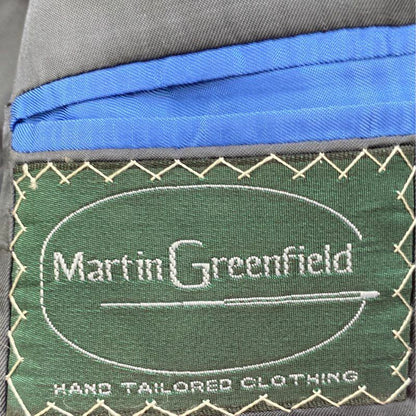 Martin Greenfield
HAND TAILORED CLOTHING